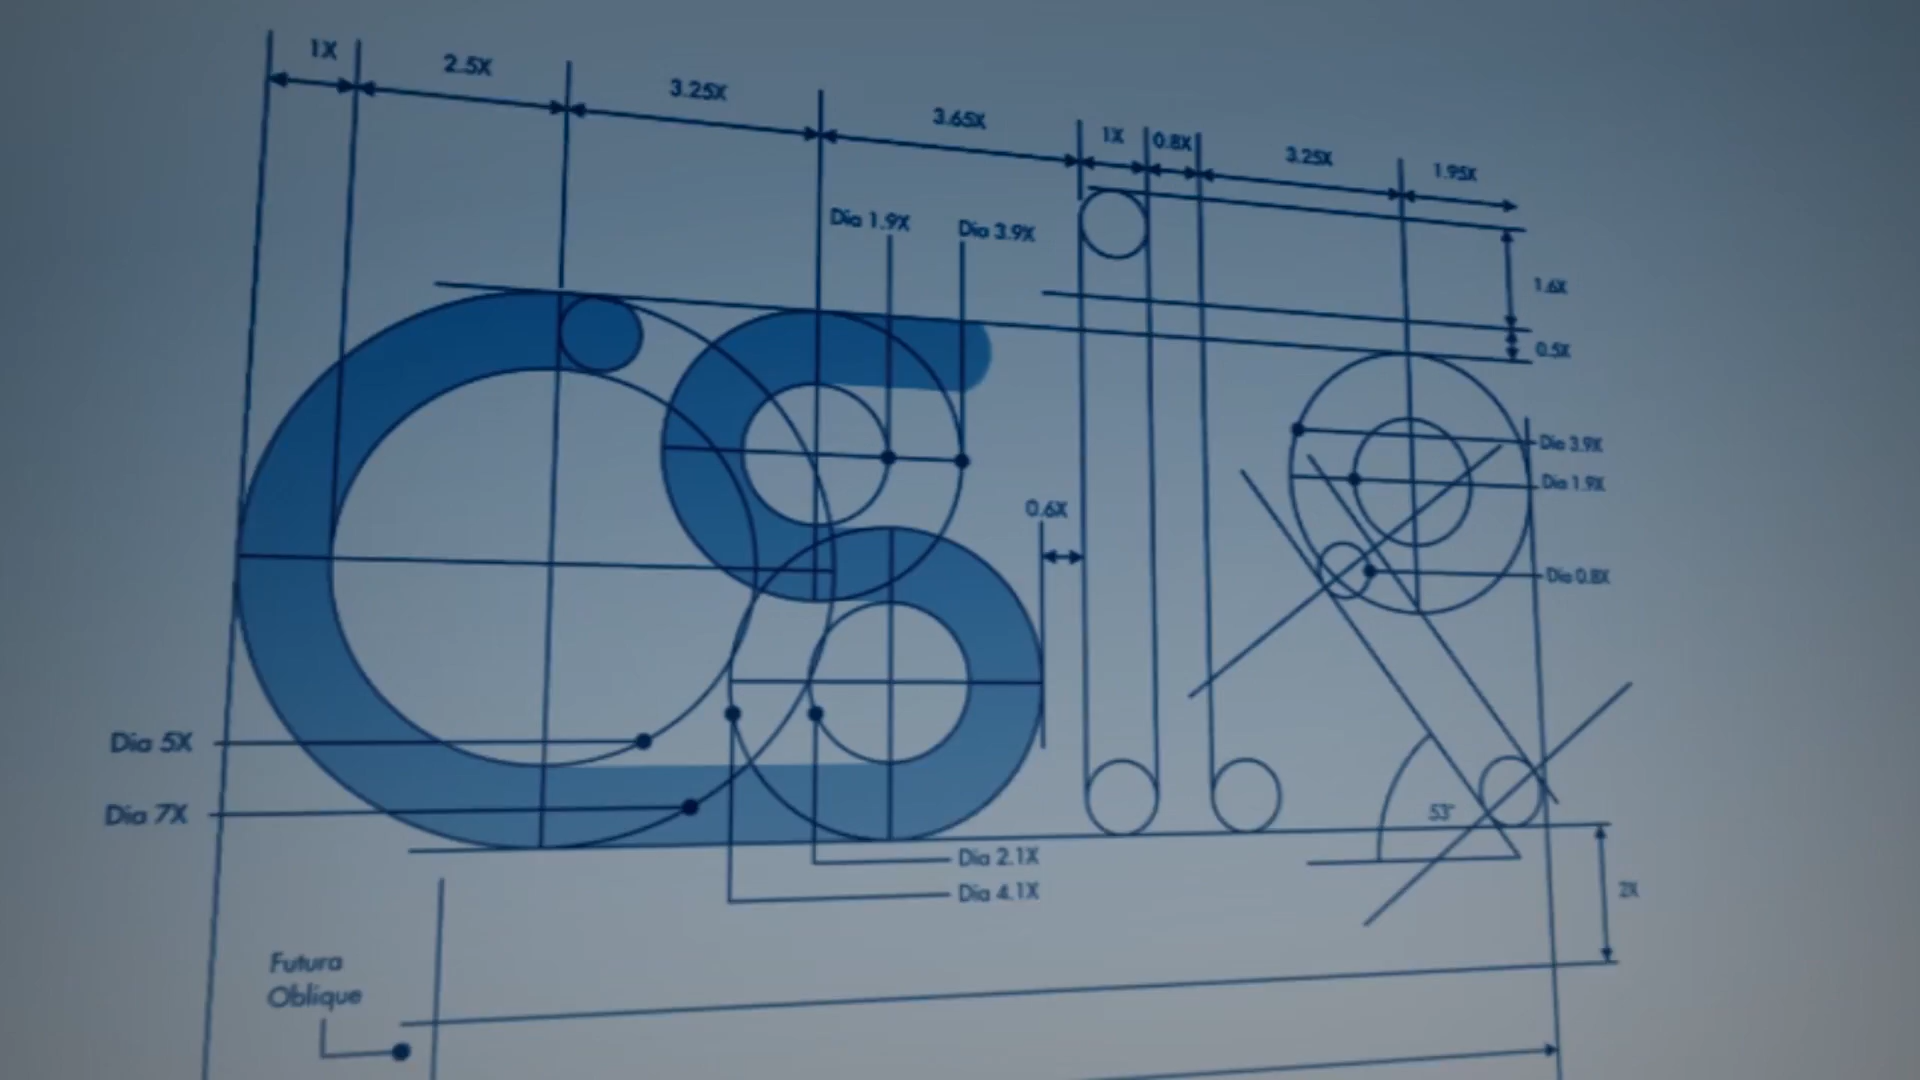 1X
2.5X
3.25X
3.65X
1X
0.8X
3.25X
1.95X
Dia 1.9X
Dia 3.9X
1.6X
0.5X
Dia 3.9X
Dia 1.9X
0.6X
Dia 0.8X
Dia 5X
Dia 7X
53°
Dia 2.1X
Dia 4.1X
2X
Futura
Oblique